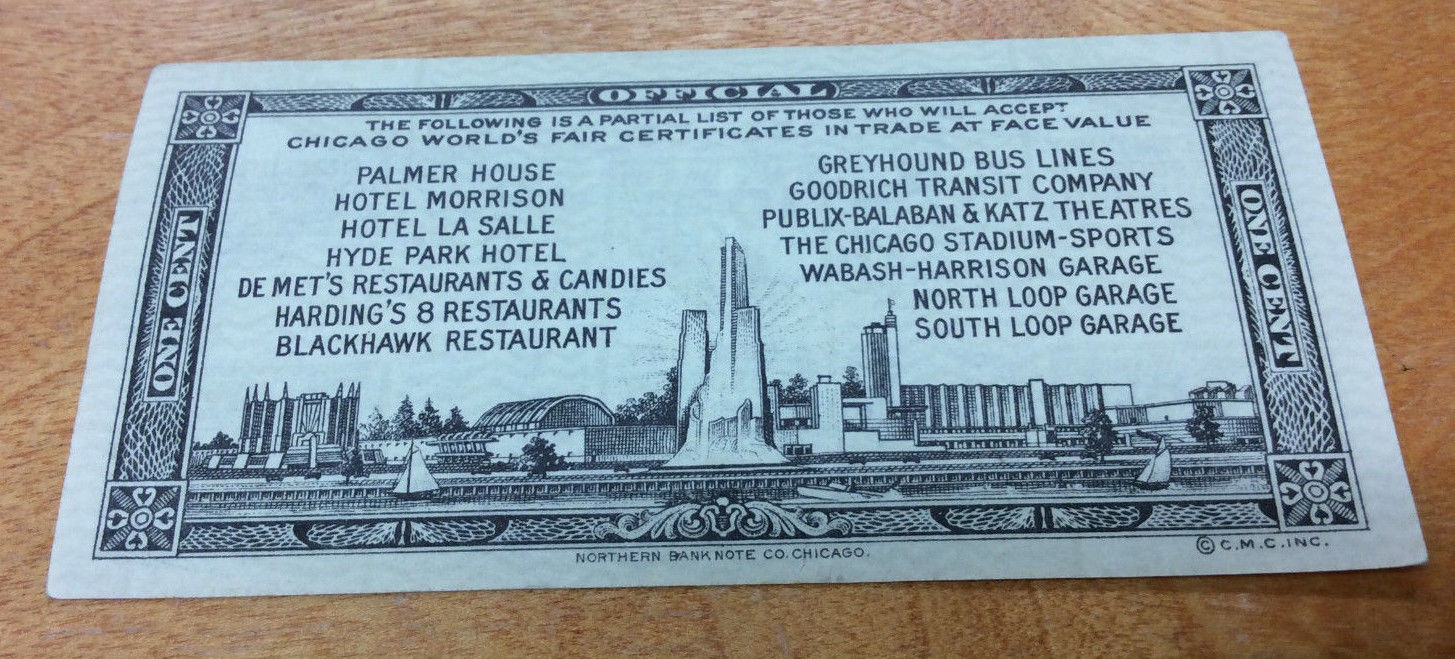 OFFICIAL
THE FOLLOWING IS A PARTIAL LIST OF THOSE WHO WILL ACCEPT
CHICAGO WORLD'S FAIR CERTIFICATES IN TRADE AT FACE VALUE
PALMER HOUSE
HOTEL MORRISON
HOTEL LA SALLE
HYDE PARK HOTEL
DE MET'S RESTAURANTS & CANDIES
HARDING'S 8 RESTAURANTS
BLACKHAWK RESTAURANT
GREYHOUND BUS LINES
GOODRICH TRANSIT COMPANY
PUBLIX-BALABAN & KATZ THEATRES
THE CHICAGO STADIUM-SPORTS
WABASH-HARRISON GARAGE
NORTH LOOP GARAGE
SOUTH LOOP GARAGE
ONE CENT
ONE CENT
NORTHERN BANK NOTE CO. CHICAGO.
© C.M.C. INC.